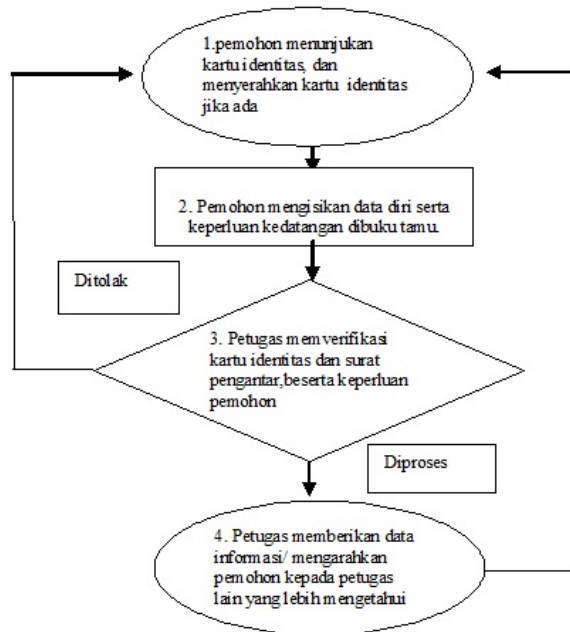 1.pemohon menunjukan
kartu identitas, dan
menyerahkan kartu identitas
jika ada
2. Pemohon mengisikan data diri serta
keperluan kedatangan dibuku tamu.
Ditolak
3. Petugas memverifikasi
kartu identitas dan surat
pengantar,beserta keperluan
pemohon
Diproses
4. Petugas memberikan data
informasi/ mengarahkan
pemohon kepada petugas
lain yang lebih mengetahui